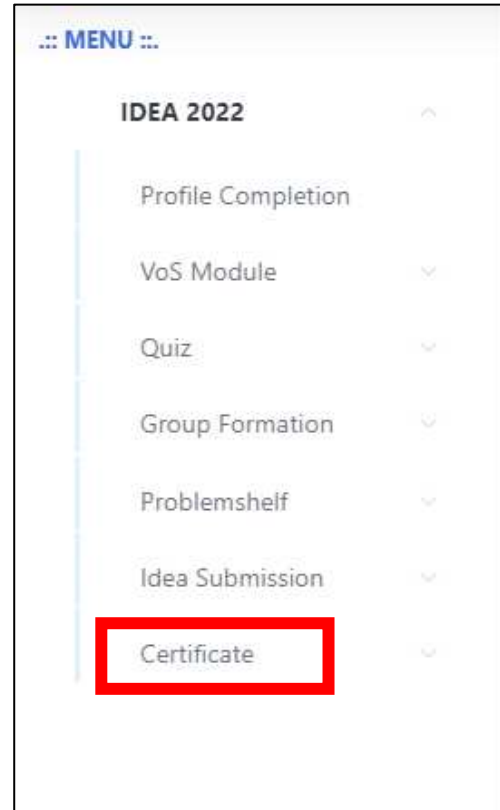 .:: MENU ::.
IDEA 2022
Profile Completion
VoS Module
Quiz
Group Formation
Problemshelf
Idea Submission
Certificate